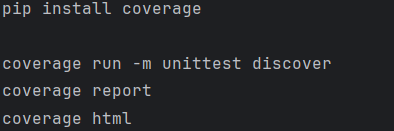 pip install coverage
coverage run -m unittest discover
coverage report
coverage html